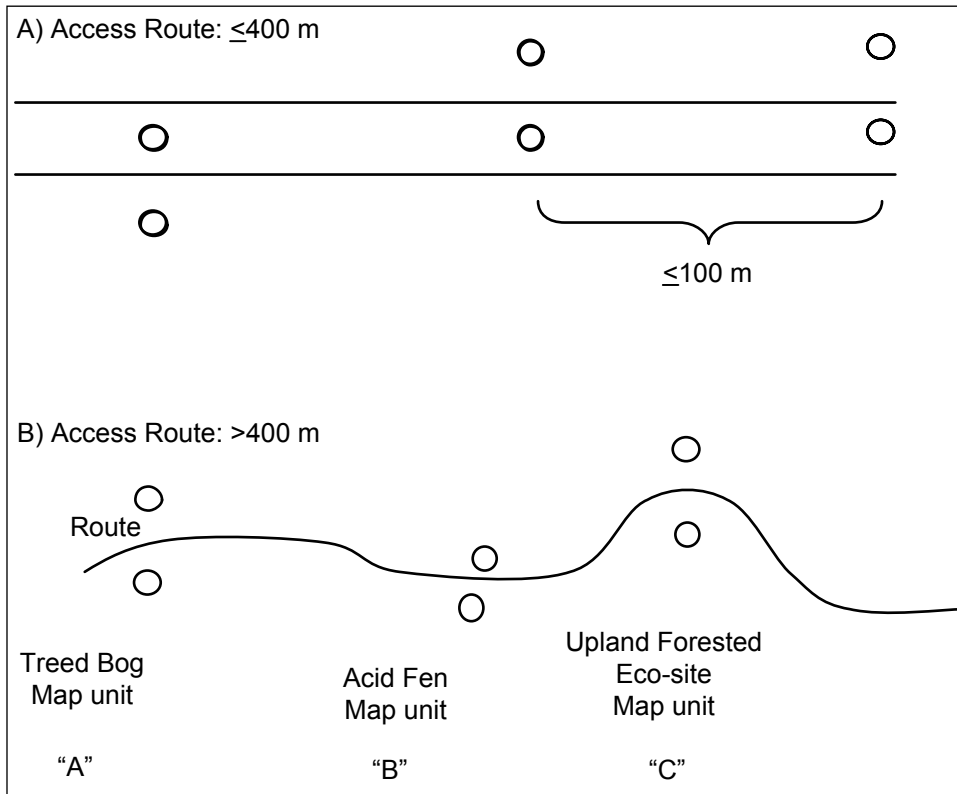 A) Access Route: ≤400 m
≤100 m
B) Access Route: >400 m
Route
Treed Bog
Map unit
Acid Fen
Map unit
Upland Forested
Eco-site
Map unit
“A”
“B”
“C”